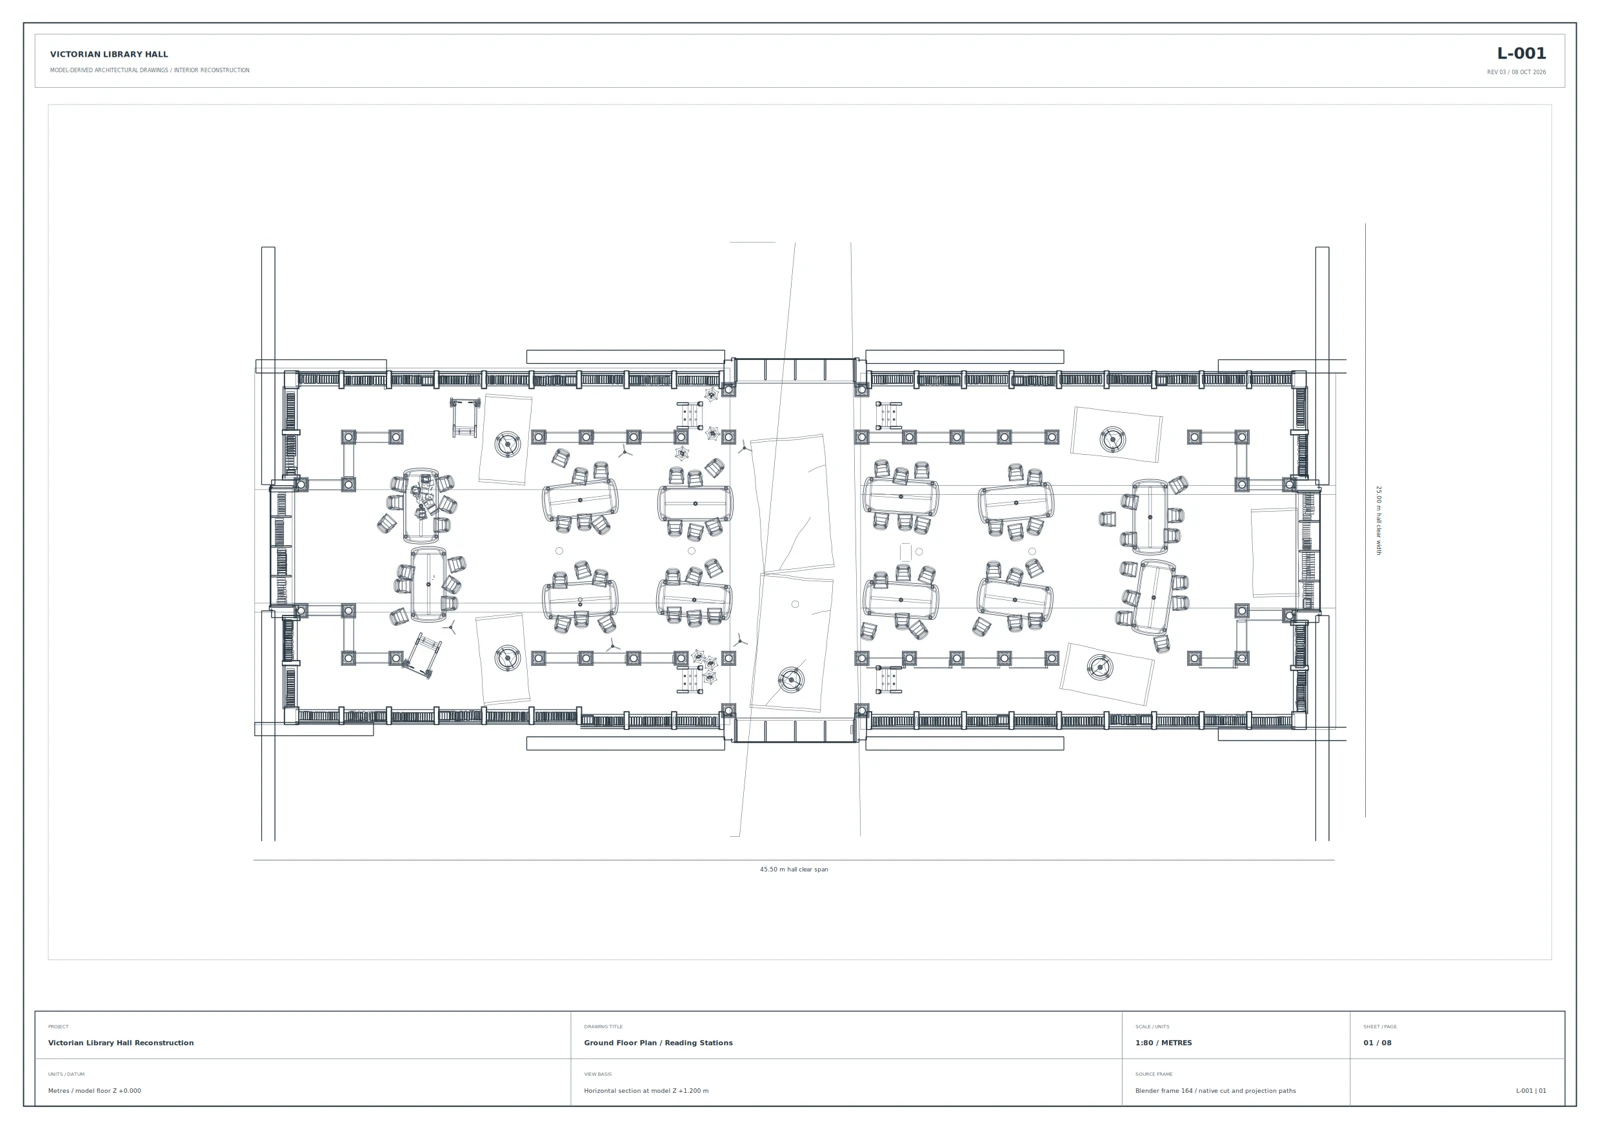 VICTORIAN LIBRARY HALL
MODEL-DERIVED ARCHITECTURAL DRAWINGS / INTERIOR RECONSTRUCTION
L-001
REV 03 / 08 OCT 2026
25.00 m hall clear width
45.50 m hall clear span
PROJECT
Victorian Library Hall Reconstruction
DRAWING TITLE
Ground Floor Plan / Reading Stations
SCALE / UNITS
1:80 / METRES
SHEET / PAGE
01 / 08
UNITS / DATUM
Metres / model floor Z +0.000
VIEW BASIS
Horizontal section at model Z +1.200 m
SOURCE FRAME
Blender frame 164 / native cut and projection paths
L-001 | 01